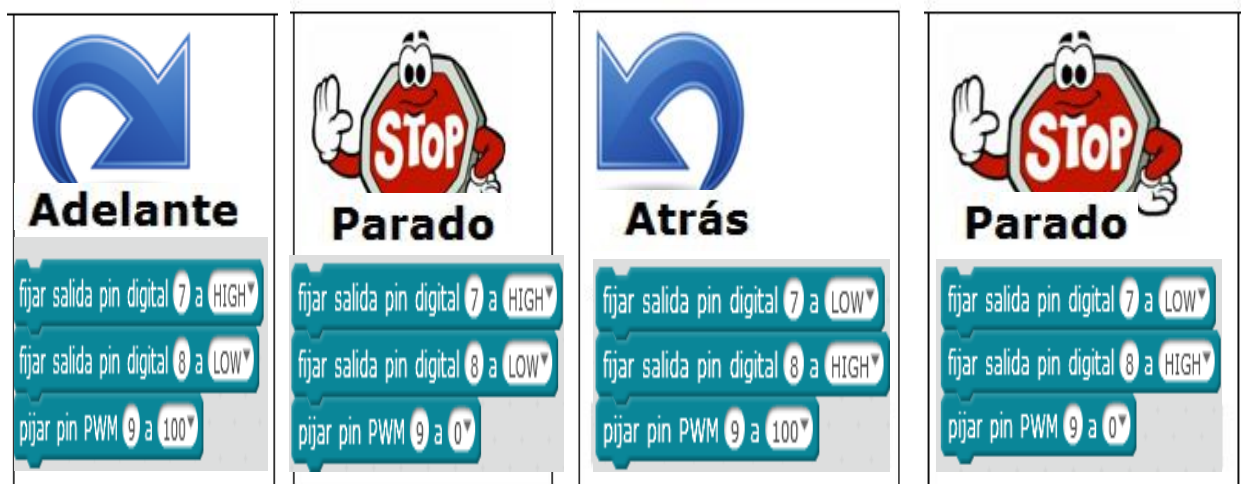 Adelante
fijar salida pin digital 7 a HIGH
fijar salida pin digital 8 a LOW
pijar pin PWM 9 a 100
STOP
Parado
fijar salida pin digital 7 a HIGH
fijar salida pin digital 8 a LOW
pijar pin PWM 9 a 0
Atrás
fijar salida pin digital 7 a LOW
fijar salida pin digital 8 a HIGH
pijar pin PWM 9 a 100
STOP
Parado
fijar salida pin digital 7 a LOW
fijar salida pin digital 8 a HIGH
pijar pin PWM 9 a 0